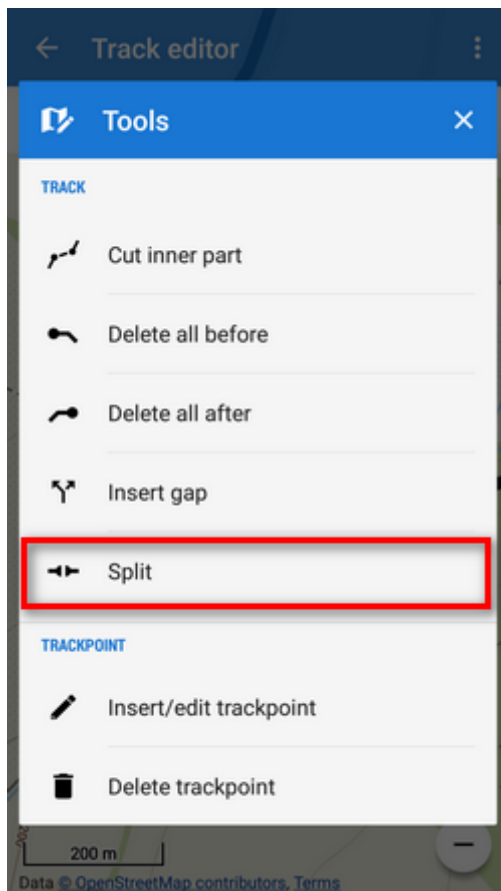 Track editor
Tools
TRACK
Cut inner part
Delete all before
Delete all after
Insert gap
Split
TRACKPOINT
Insert/edit trackpoint
Delete trackpoint
200
200 m
Data © OpenStreetMap contributors, Terms